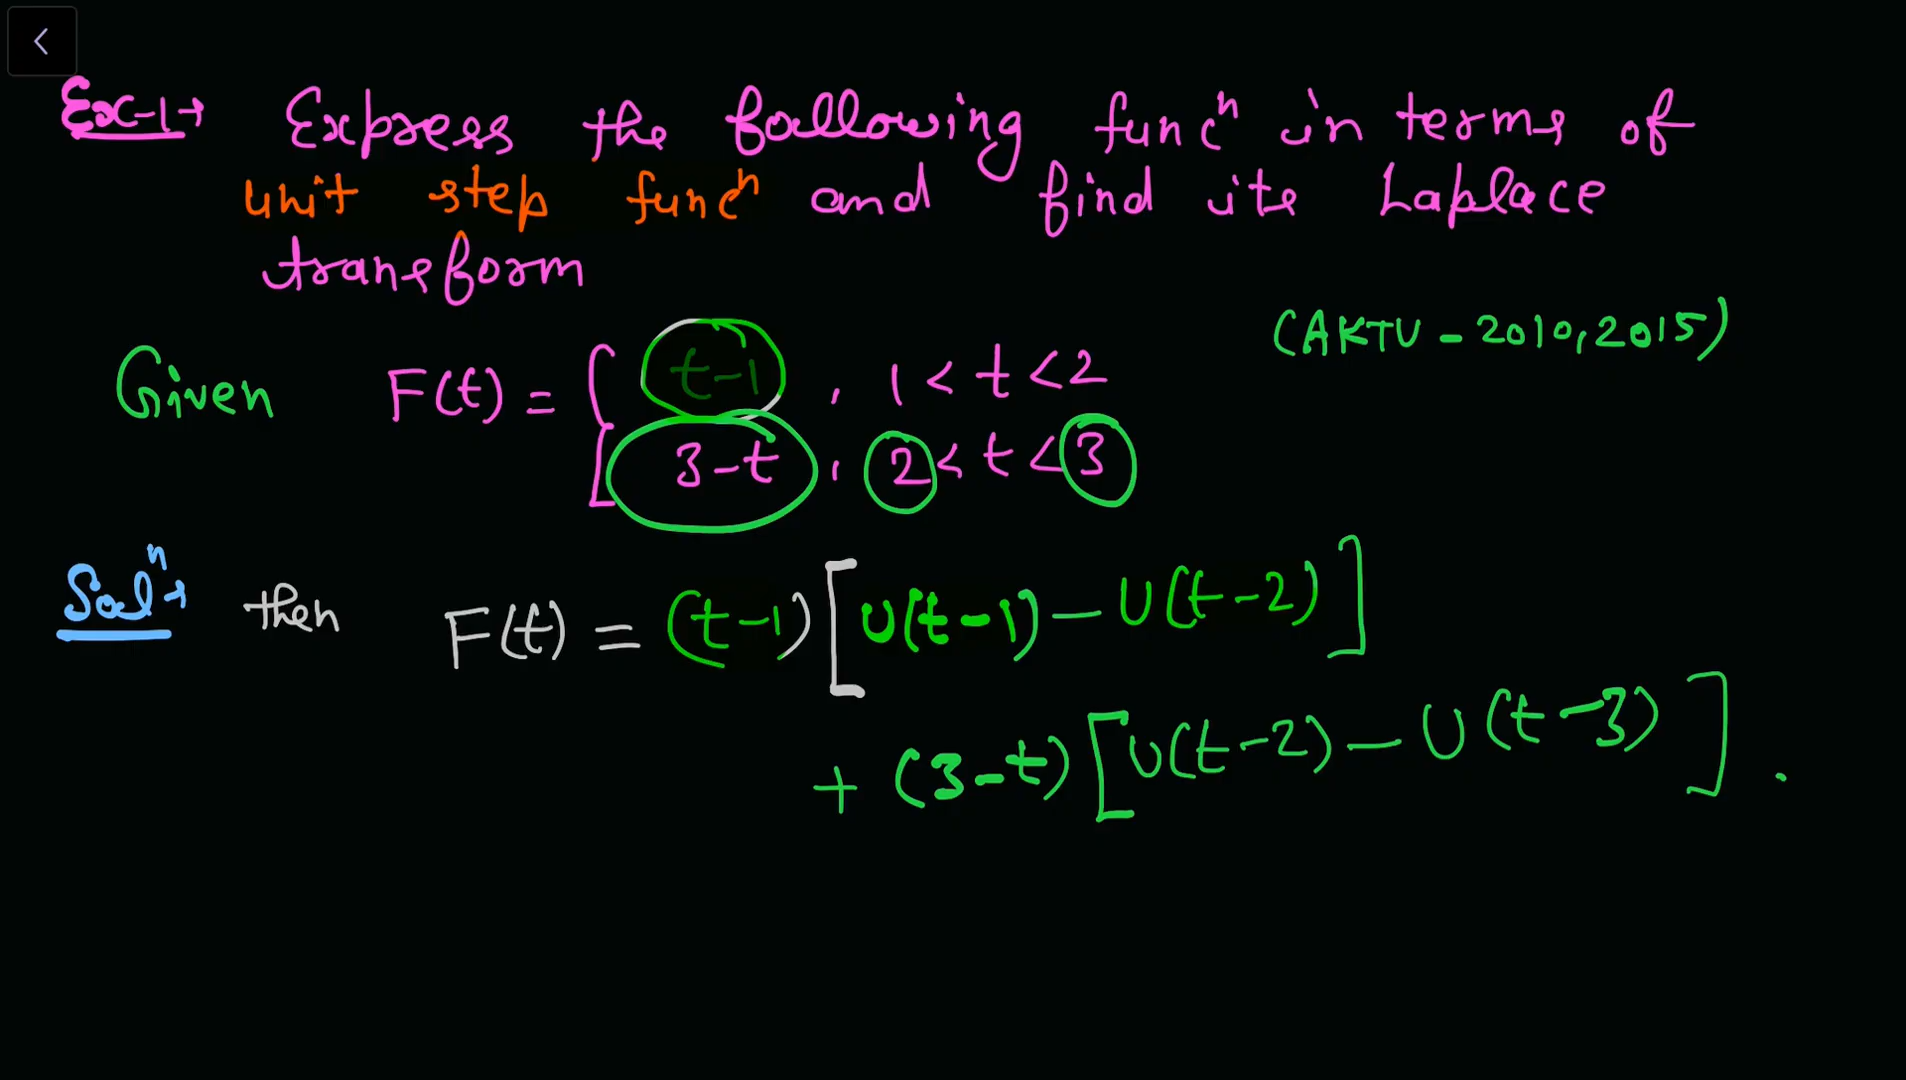 Ex-1→ Express the following funcⁿ in terms of
unit step funcⁿ and find its Laplace
transform
(AKTU - 2010, 2015)
Given F(t) = { t-1 , 1 < t < 2
3-t , 2 < t < 3
Solⁿ→ then F(t) = (t-1) [ U(t-1) - U(t-2) ]
+ (3-t) [ U(t-2) - U(t-3) ] .